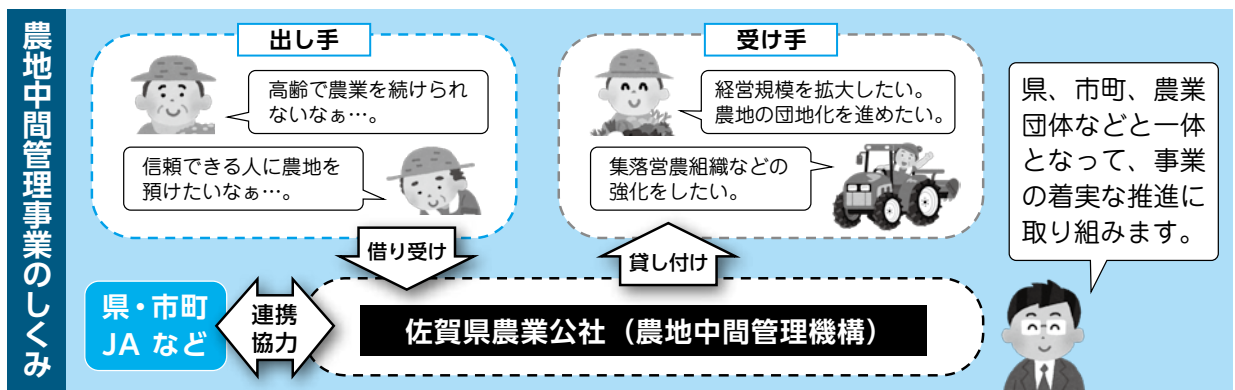 農地中間管理事業のしくみ
出し手
高齢で農業を続けられ
ないなぁ…。
信頼できる人に農地を
預けたいなぁ…。
受け手
経営規模を拡大したい。
農地の団地化を進めたい。
集落営農組織などの
強化をしたい。
県、市町、農業
団体などと一体
となって、事業
の着実な推進に
取り組みます。
借り受け
貸し付け
県・市町
JA など
連携
協力
佐賀県農業公社（農地中間管理機構）